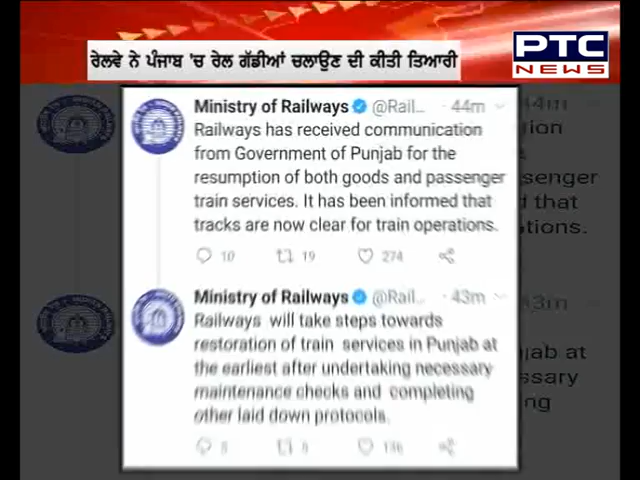 ਰੇਲਵੇ ਨੇ ਪੰਜਾਬ 'ਚ ਰੇਲ ਗੱਡੀਆਂ ਚਲਾਉਣ ਦੀ ਕੀਤੀ ਤਿਆਰੀ
PTC
NEWS
Ministry of Railways @Rail... · 44m
Railways has received communication
from Government of Punjab for the
resumption of both goods and passenger
train services. It has been informed that
tracks are now clear for train operations.
10 19 274
Ministry of Railways @Rail... · 43m
Railways will take steps towards
restoration of train services in Punjab at
the earliest after undertaking necessary
maintenance checks and completing
other laid down protocols.